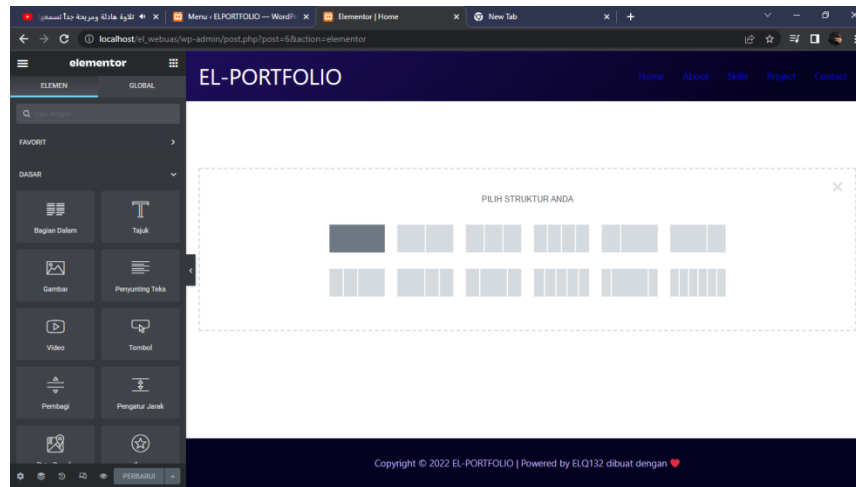 تلاوة هادئة ومريحة جداً تسمعي
Menu ‹ ELPORTFOLIO — WordPr
Elementor | Home
New Tab
localhost/el_webuas/wp-admin/post.php?post=6&action=elementor
elementor
EL-PORTFOLIO
Home About Skills Project Contact
ELEMEN GLOBAL
FAVORIT
DASAR
PILIH STRUKTUR ANDA
Bagian Dalam Tajuk
Gambar Penyunting Teks
Video Tombol
Pembagi Pengatur Jarak
Copyright © 2022 EL-PORTFOLIO | Powered by ELQ132 dibuat dengan ❤
PERBARUI